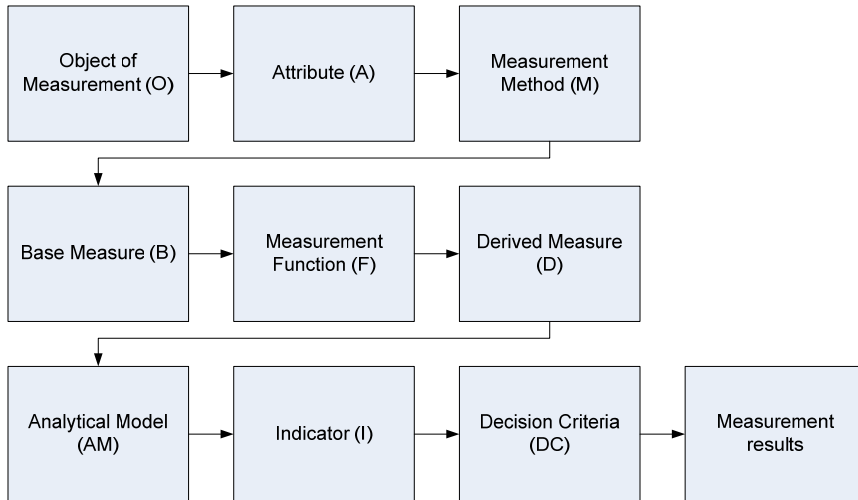 Object of
Measurement (O)
Attribute (A)
Measurement
Method (M)
Base Measure (B)
Measurement
Function (F)
Derived Measure
(D)
Analytical Model
(AM)
Indicator (I)
Decision Criteria
(DC)
Measurement
results